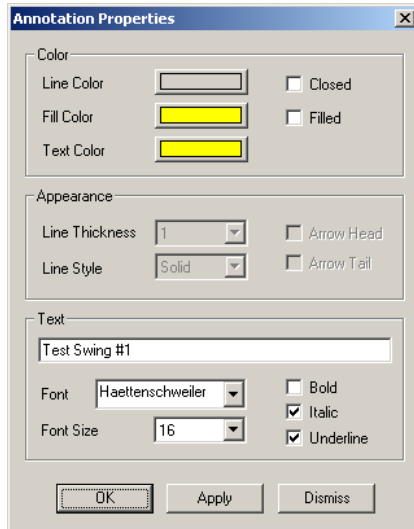 Annotation Properties
Color
Line Color
Closed
Fill Color
Filled
Text Color
Appearance
Line Thickness 1
Arrow Head
Line Style Solid
Arrow Tail
Text
Test Swing #1
Font Haettenschweiler
Bold
Italic
Font Size 16
Underline
OK Apply Dismiss